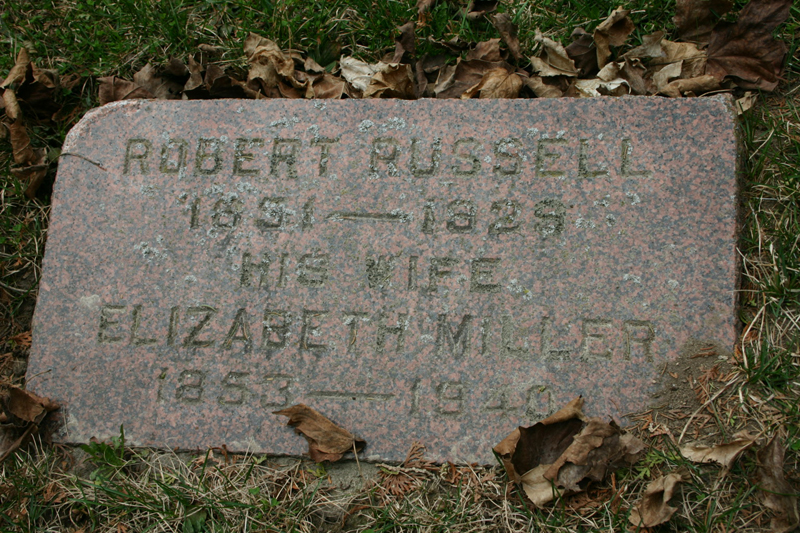 ROBERT RUSSELL
1851 — 1929
HIS WIFE
ELIZABETH MILLER
1853 — 1940